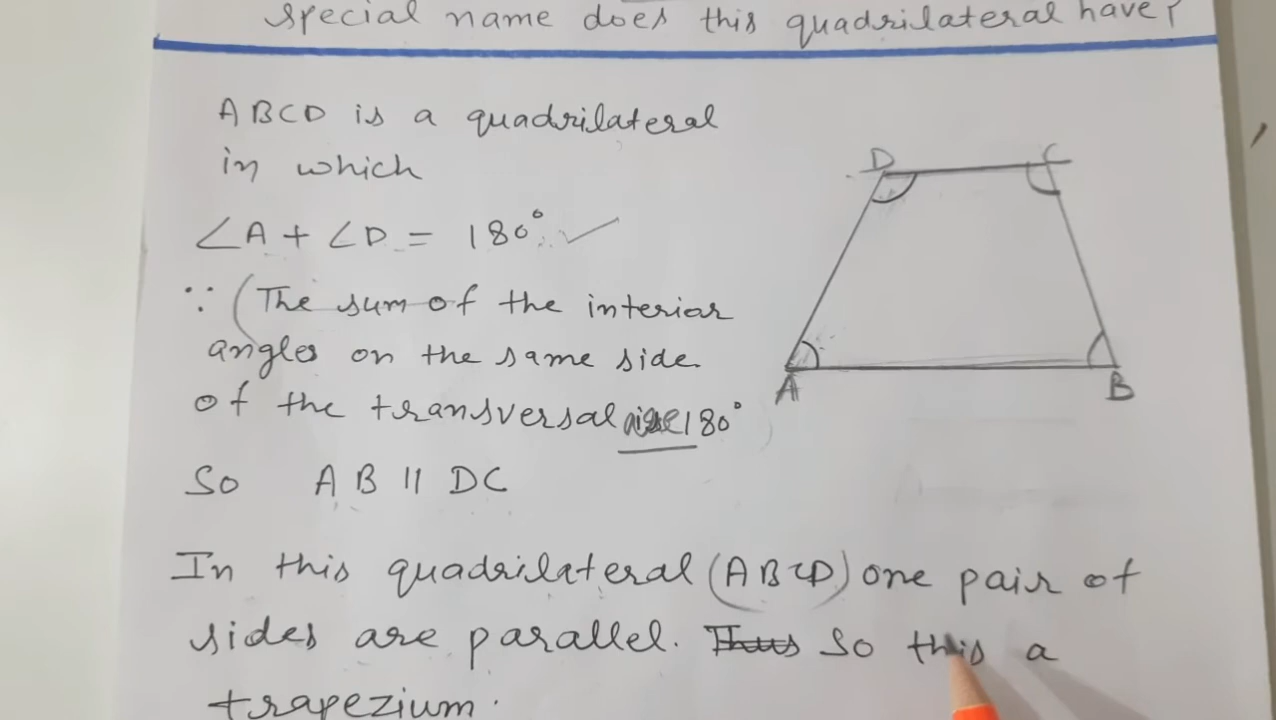 special name does this quadrilateral have?
ABCD is a quadrilateral
in which
∠A + ∠D = 180°
∵ (The sum of the interior
angles on the same side
of the transversal 180°
So AB || DC
In this quadrilateral (ABCD) one pair of
sides are parallel. Thus So this a
trapezium.
D C
A B